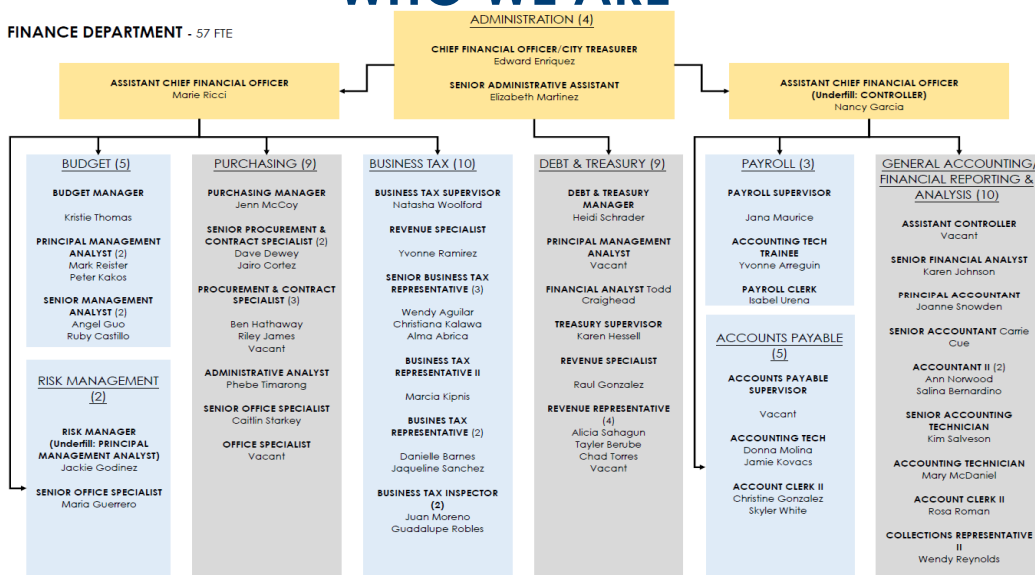 WHO WE ARE
FINANCE DEPARTMENT - 57 FTE
ADMINISTRATION (4)
CHIEF FINANCIAL OFFICER/CITY TREASURER
Edward Enriquez
SENIOR ADMINISTRATIVE ASSISTANT
Elizabeth Martinez
ASSISTANT CHIEF FINANCIAL OFFICER
Marie Ricci
ASSISTANT CHIEF FINANCIAL OFFICER
(Underfill: CONTROLLER)
Nancy Garcia
BUDGET (5)
BUDGET MANAGER
Kristie Thomas
PRINCIPAL MANAGEMENT
ANALYST (2)
Mark Reister
Peter Kakos
SENIOR MANAGEMENT
ANALYST (2)
Angel Guo
Ruby Castillo
RISK MANAGEMENT
(2)
RISK MANAGER
(Underfill: PRINCIPAL
MANAGEMENT ANALYST)
Jackie Godinez
SENIOR OFFICE SPECIALIST
Maria Guerrero
PURCHASING (9)
PURCHASING MANAGER
Jenn McCoy
SENIOR PROCUREMENT &
CONTRACT SPECIALIST (2)
Dave Dewey
Jairo Cortez
PROCUREMENT & CONTRACT
SPECIALIST (3)
Ben Hathaway
Riley James
Vacant
ADMINISTRATIVE ANALYST
Phebe Timarong
SENIOR OFFICE SPECIALIST
Caitlin Starkey
OFFICE SPECIALIST
Vacant
BUSINESS TAX (10)
BUSINESS TAX SUPERVISOR
Natasha Woolford
REVENUE SPECIALIST
Yvonne Ramirez
SENIOR BUSINESS TAX
REPRESENTATIVE (3)
Wendy Aguilar
Christiana Kalawa
Alma Abrica
BUSINESS TAX
REPRESENTATIVE II
Marcia Kipnis
BUSINES TAX
REPRESENTATIVE (2)
Danielle Barnes
Jaqueline Sanchez
BUSINESS TAX INSPECTOR
(2)
Juan Moreno
Guadalupe Robles
DEBT & TREASURY (9)
DEBT & TREASURY
MANAGER
Heidi Schrader
PRINCIPAL MANAGEMENT
ANALYST
Vacant
FINANCIAL ANALYST Todd
Craighead
TREASURY SUPERVISOR
Karen Hessell
REVENUE SPECIALIST
Raul Gonzalez
REVENUE REPRESENTATIVE
(4)
Alicia Sahagun
Tayler Berube
Chad Torres
Vacant
PAYROLL (3)
PAYROLL SUPERVISOR
Jana Maurice
ACCOUNTING TECH
TRAINEE
Yvonne Arreguin
PAYROLL CLERK
Isabel Urena
ACCOUNTS PAYABLE
(5)
ACCOUNTS PAYABLE
SUPERVISOR
Vacant
ACCOUNTING TECH
Donna Molina
Jamie Kovacs
ACCOUNT CLERK II
Christine Gonzalez
Skyler White
GENERAL ACCOUNTING/
FINANCIAL REPORTING &
ANALYSIS (10)
ASSISTANT CONTROLLER
Vacant
SENIOR FINANCIAL ANALYST
Karen Johnson
PRINCIPAL ACCOUNTANT
Joanne Snowden
SENIOR ACCOUNTANT Carrie
Cue
ACCOUNTANT II (2)
Ann Norwood
Salina Bernardino
SENIOR ACCOUNTING
TECHNICIAN
Kim Salveson
ACCOUNTING TECHNICIAN
Mary McDaniel
ACCOUNT CLERK II
Rosa Roman
COLLECTIONS REPRESENTATIVE
II
Wendy Reynolds